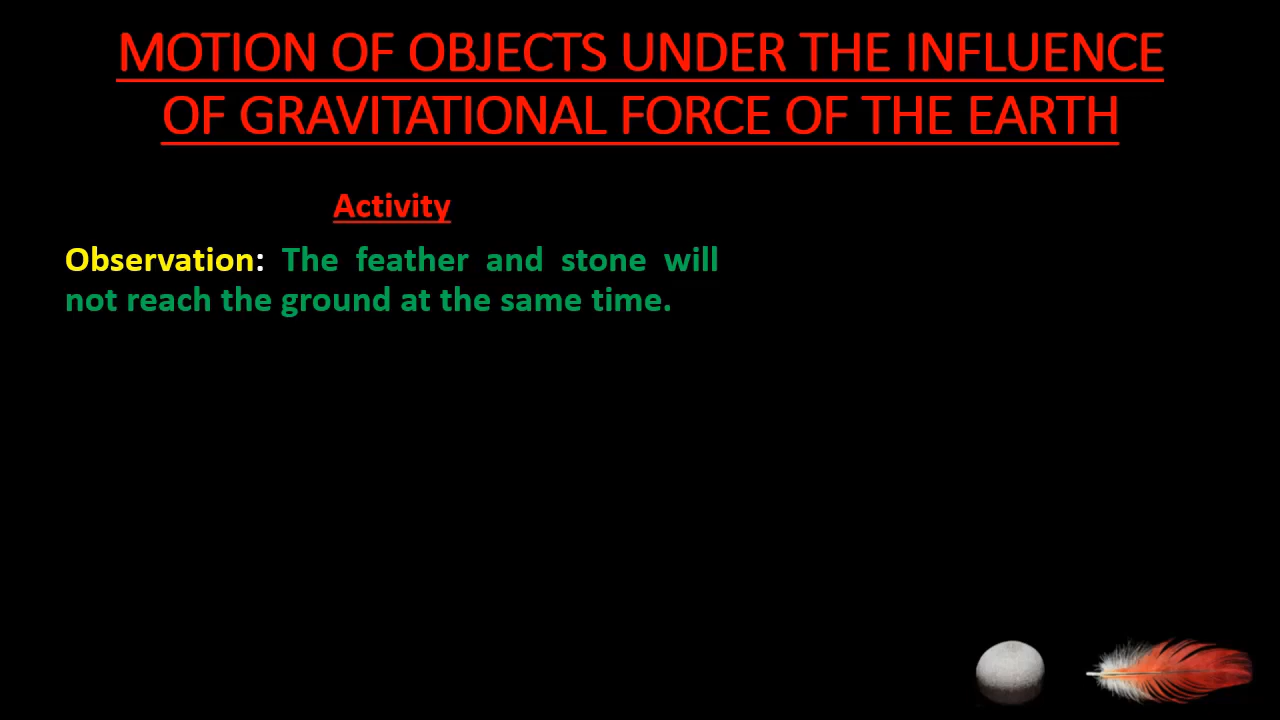 MOTION OF OBJECTS UNDER THE INFLUENCE
OF GRAVITATIONAL FORCE OF THE EARTH
Activity
Observation: The feather and stone will
not reach the ground at the same time.